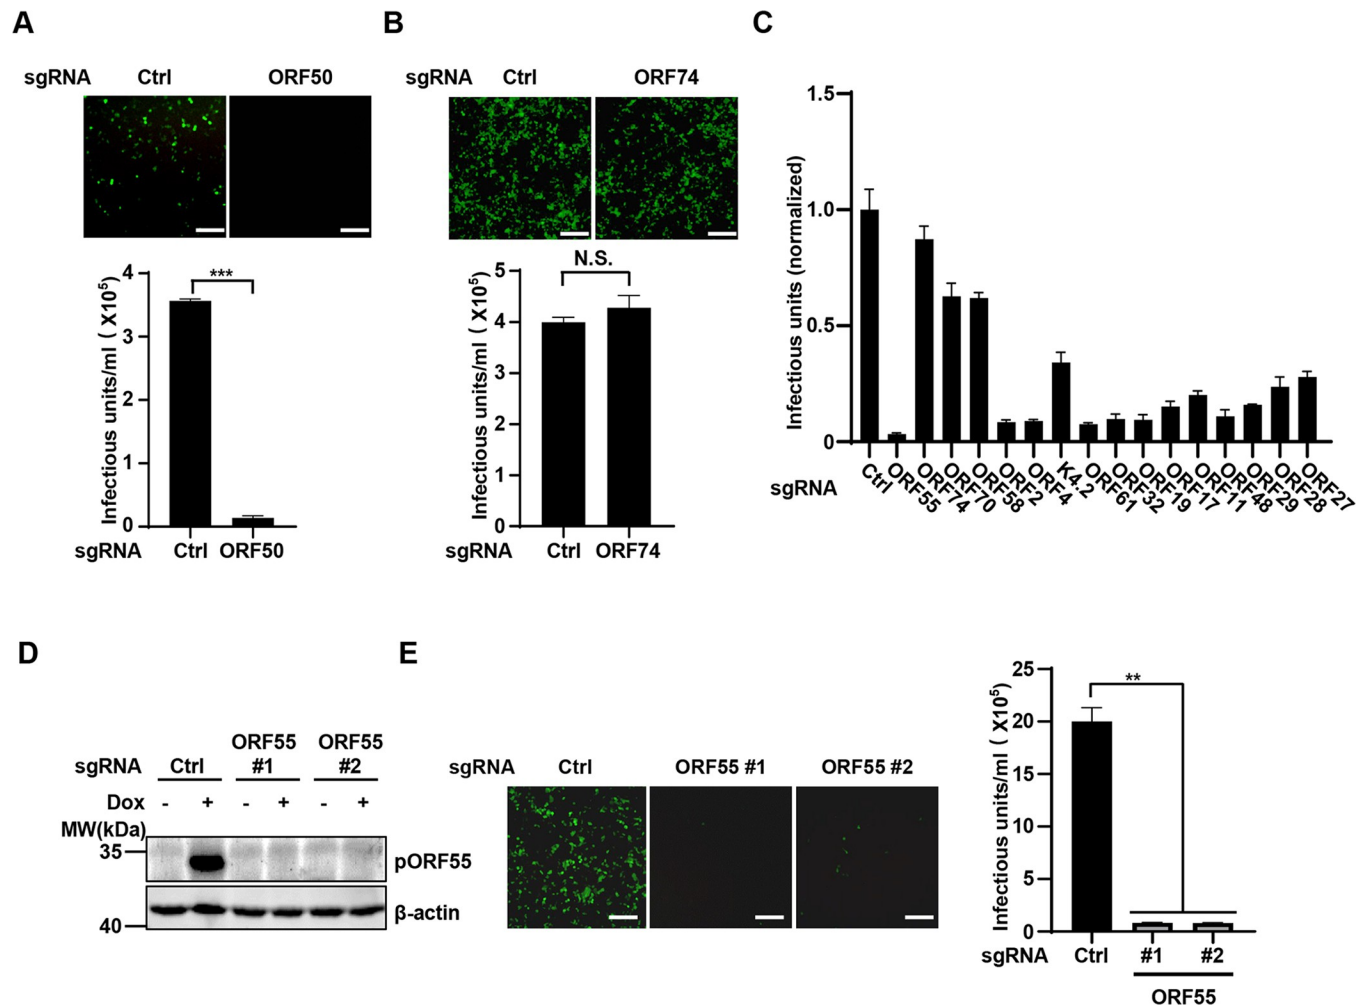 A
sgRNA Ctrl ORF50
Infectious units/ml ( X10⁵)
4
3
2
1
0
***
sgRNA Ctrl ORF50
B
sgRNA Ctrl ORF74
Infectious units/ml ( X10⁵)
5
4
3
2
1
0
N.S.
sgRNA Ctrl ORF74
C
Infectious units (normalized)
1.5
1.0
0.5
0
sgRNA
Ctrl
ORF55
ORF74
ORF70
ORF58
ORF2
ORF4
K4.2
ORF61
ORF32
ORF19
ORF17
ORF11
ORF48
ORF29
ORF28
ORF27
D
ORF55 ORF55
sgRNA Ctrl #1 #2
Dox - + - + - +
MW(kDa)
35
pORF55
β-actin
40
E
sgRNA Ctrl ORF55 #1 ORF55 #2
Infectious units/ml ( X10⁵)
25
20
15
10
5
0
**
sgRNA Ctrl #1 #2
ORF55